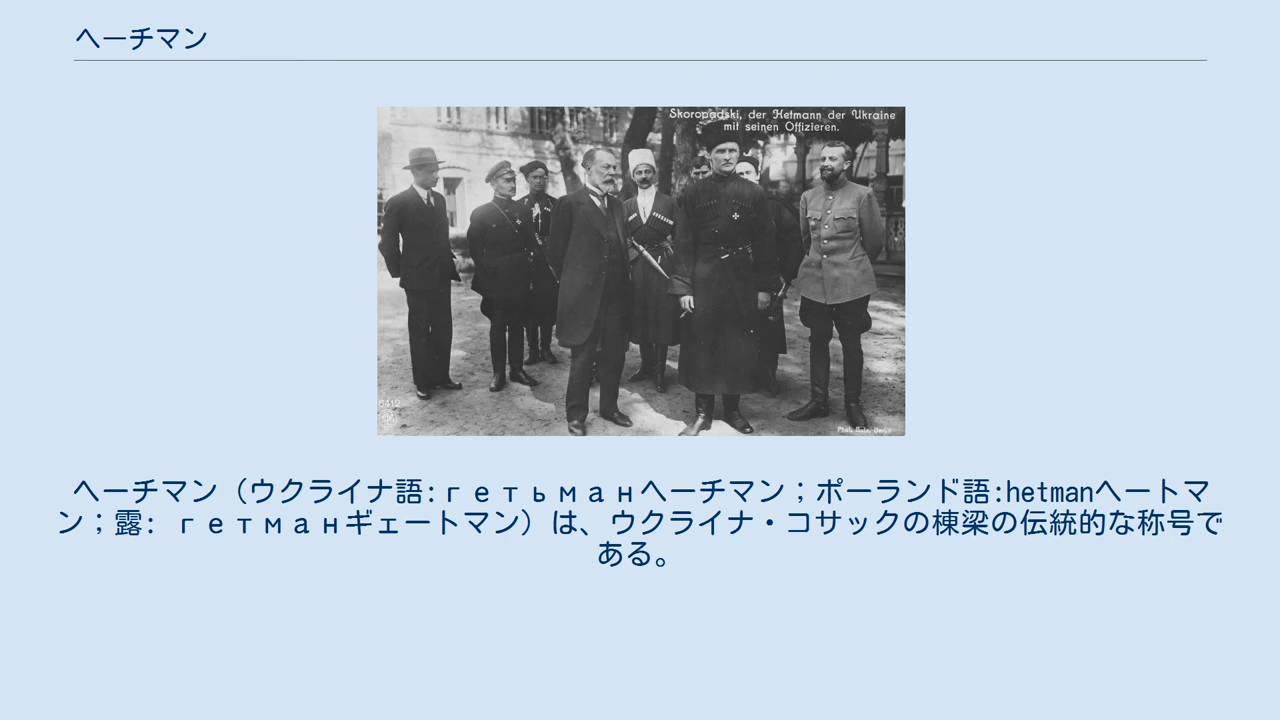 ヘーチマン
Skoropadski, der Hetmann der Ukraine
mit seinen Offizieren.
6412
Phot. Bula, Berlin
ヘーチマン（ウクライナ語:гетьманヘーチマン；ポーランド語:hetmanヘートマ
ン；露: гетманギェートマン）は、ウクライナ・コサックの棟梁の伝統的な称号で
ある。